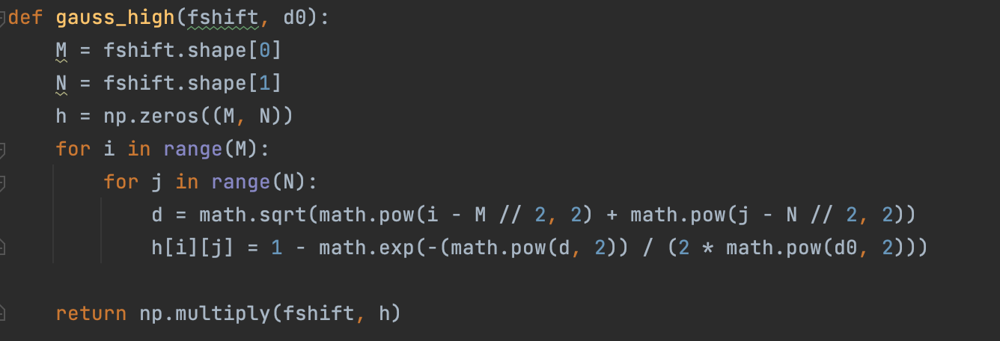 def gauss_high(fshift, d0):
    M = fshift.shape[0]
    N = fshift.shape[1]
    h = np.zeros((M, N))
    for i in range(M):
        for j in range(N):
            d = math.sqrt(math.pow(i - M // 2, 2) + math.pow(j - N // 2, 2))
            h[i][j] = 1 - math.exp(-(math.pow(d, 2)) / (2 * math.pow(d0, 2)))
    return np.multiply(fshift, h)